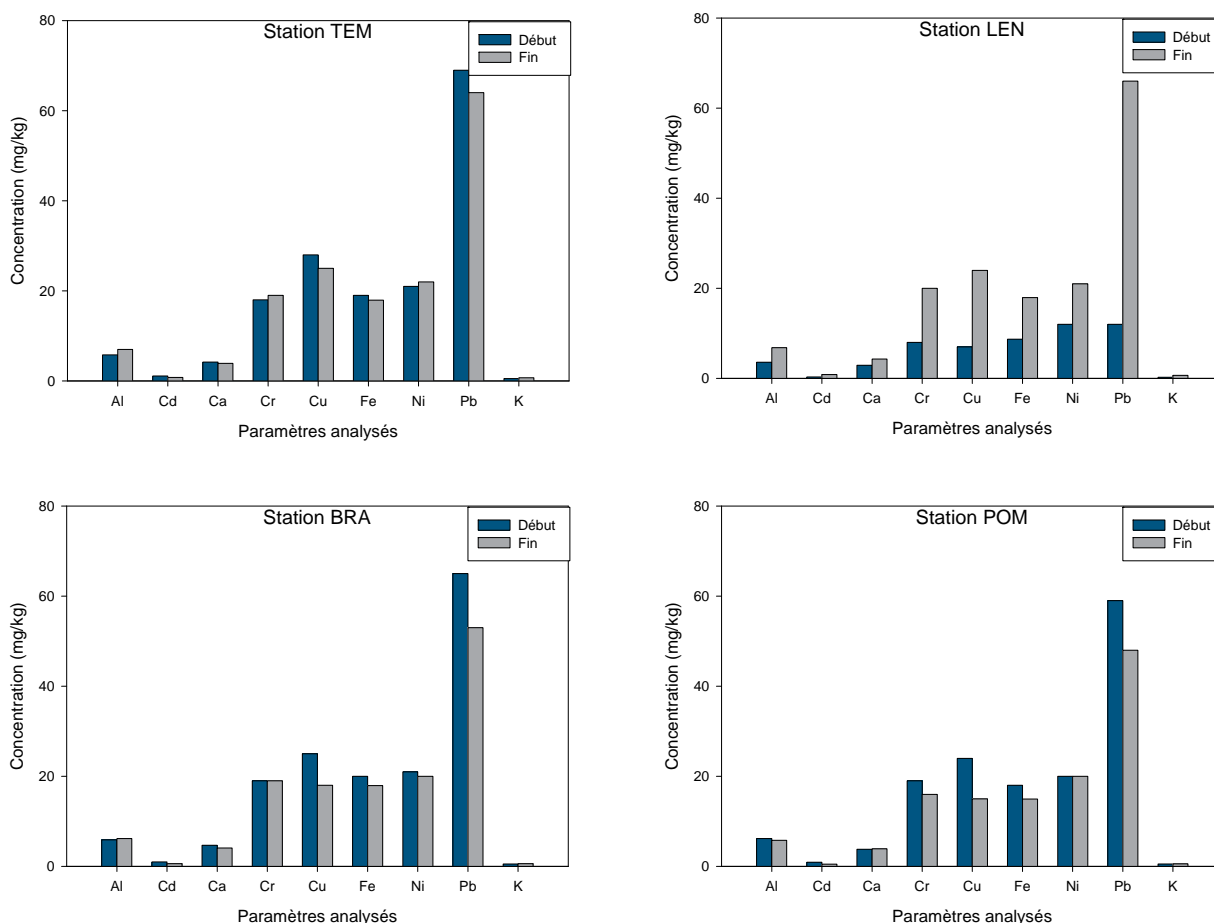 Station TEM
Début
Fin
Concentration (mg/kg)
80
60
40
20
0
Al Cd Ca Cr Cu Fe Ni Pb K
Paramètres analysés
Station LEN
Début
Fin
Concentration (mg/kg)
80
60
40
20
0
Al Cd Ca Cr Cu Fe Ni Pb K
Paramètres analysés
Station BRA
Début
Fin
Concentration (mg/kg)
80
60
40
20
0
Al Cd Ca Cr Cu Fe Ni Pb K
Paramètres analysés
Station POM
Début
Fin
Concentration (mg/kg)
80
60
40
20
0
Al Cd Ca Cr Cu Fe Ni Pb K
Paramètres analysés